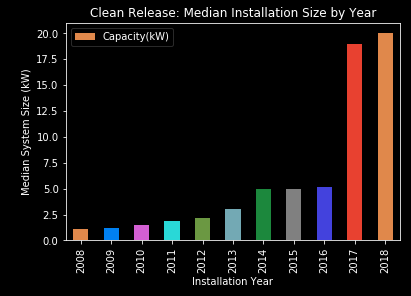 Clean Release: Median Installation Size by Year
Capacity(kW)
Median System Size (kW)
20.0
17.5
15.0
12.5
10.0
7.5
5.0
2.5
0.0
2008 2009 2010 2011 2012 2013 2014 2015 2016 2017 2018
Installation Year